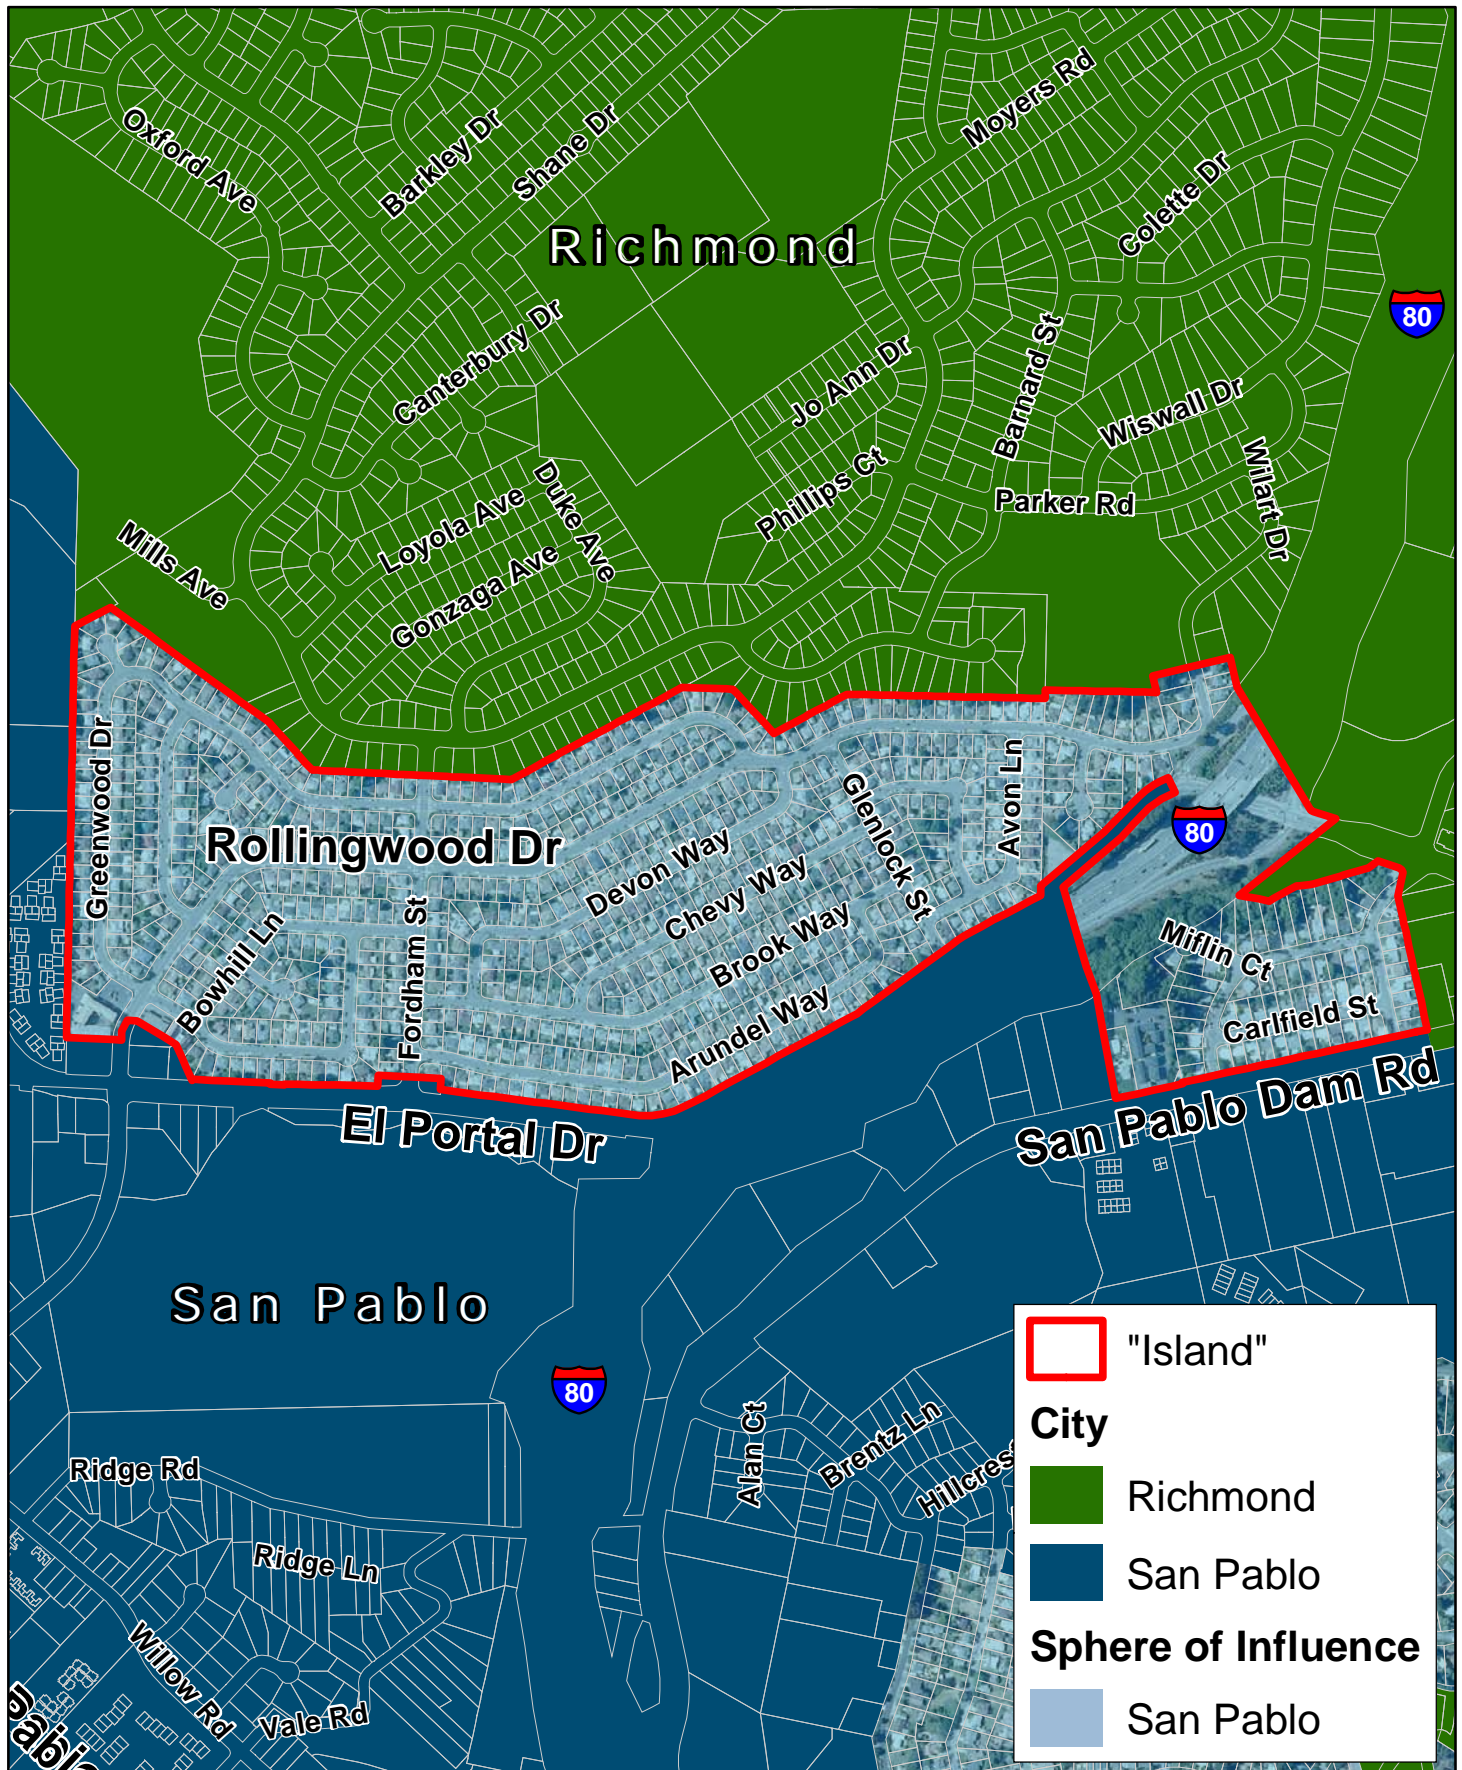 Moyers Rd
Oxford Ave
Barkley Dr
Shane Dr
Colette Dr
Richmond
80
Canterbury Dr
Jo Ann Dr
Barnard St
Wiswall Dr
Wilart Dr
Phillips Ct
Parker Rd
Duke Ave
Loyola Ave
Gonzaga Ave
Mills Ave
Greenwood Dr
Rollingwood Dr
Devon Way
Chevy Way
Glenlock St
Avon Ln
80
Brook Way
Arundel Way
Bowhill Ln
Fordham St
Miflin Ct
Carlfield St
San Pablo Dam Rd
El Portal Dr
San Pablo
80
Alan Ct
Brentz Ln
Ridge Rd
Ridge Ln
Willow Rd
Vale Rd
"Island"
City
Richmond
San Pablo
Sphere of Influence
San Pablo